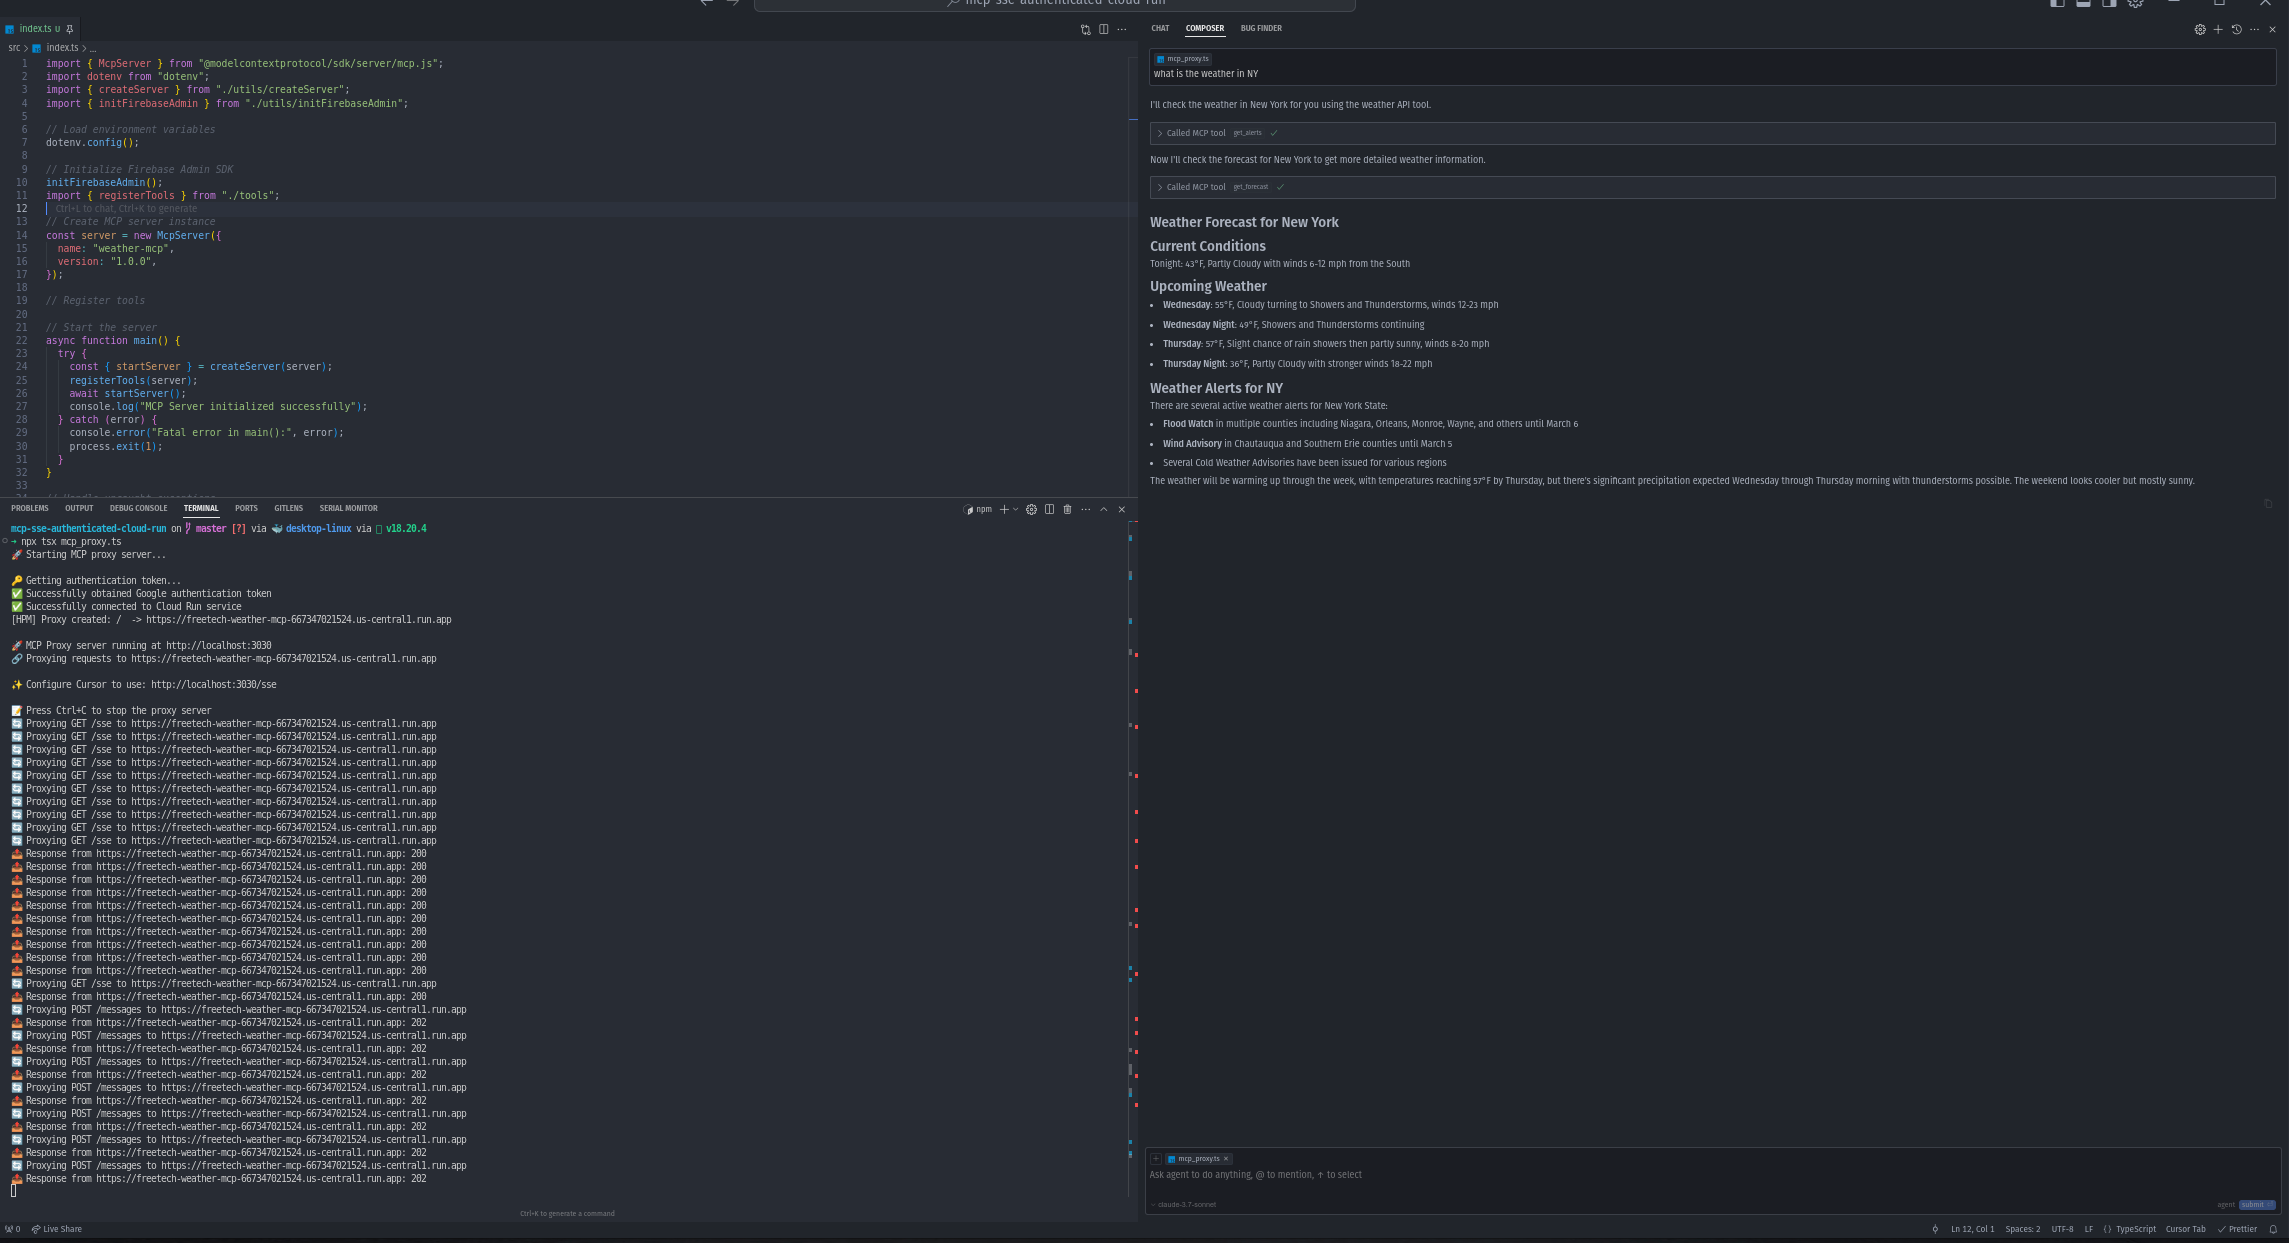 mcp-sse-authenticated-cloud-run
index.ts U
src > index.ts > ...
1 import { McpServer } from "@modelcontextprotocol/sdk/server/mcp.js";
2 import dotenv from "dotenv";
3 import { createServer } from "./utils/createServer";
4 import { initFirebaseAdmin } from "./utils/initFirebaseAdmin";
5
6 // Load environment variables
7 dotenv.config();
8
9 // Initialize Firebase Admin SDK
10 initFirebaseAdmin();
11 import { registerTools } from "./tools";
12 Ctrl+L to chat, Ctrl+K to generate
13 // Create MCP server instance
14 const server = new McpServer({
15 name: "weather-mcp",
16 version: "1.0.0",
17 });
18
19 // Register tools
20
21 // Start the server
22 async function main() {
23 try {
24 const { startServer } = createServer(server);
25 registerTools(server);
26 await startServer();
27 console.log("MCP Server initialized successfully");
28 } catch (error) {
29 console.error("Fatal error in main():", error);
30 process.exit(1);
31 }
32 }
33
PROBLEMS OUTPUT DEBUG CONSOLE TERMINAL PORTS GITLENS SERIAL MONITOR
npm
mcp-sse-authenticated-cloud-run on master [?] via desktop-linux via v18.20.4
➜ npx tsx mcp_proxy.ts
🚀 Starting MCP proxy server...
🔑 Getting authentication token...
✅ Successfully obtained Google authentication token
✅ Successfully connected to Cloud Run service
[HPM] Proxy created: / -> https://freetech-weather-mcp-667347021524.us-central1.run.app
🚀 MCP Proxy server running at http://localhost:3030
🔗 Proxying requests to https://freetech-weather-mcp-667347021524.us-central1.run.app
✨ Configure Cursor to use: http://localhost:3030/sse
📝 Press Ctrl+C to stop the proxy server
🔄 Proxying GET /sse to https://freetech-weather-mcp-667347021524.us-central1.run.app
🔄 Proxying GET /sse to https://freetech-weather-mcp-667347021524.us-central1.run.app
🔄 Proxying GET /sse to https://freetech-weather-mcp-667347021524.us-central1.run.app
🔄 Proxying GET /sse to https://freetech-weather-mcp-667347021524.us-central1.run.app
🔄 Proxying GET /sse to https://freetech-weather-mcp-667347021524.us-central1.run.app
🔄 Proxying GET /sse to https://freetech-weather-mcp-667347021524.us-central1.run.app
🔄 Proxying GET /sse to https://freetech-weather-mcp-667347021524.us-central1.run.app
🔄 Proxying GET /sse to https://freetech-weather-mcp-667347021524.us-central1.run.app
🔄 Proxying GET /sse to https://freetech-weather-mcp-667347021524.us-central1.run.app
🔄 Proxying GET /sse to https://freetech-weather-mcp-667347021524.us-central1.run.app
📤 Response from https://freetech-weather-mcp-667347021524.us-central1.run.app: 200
📤 Response from https://freetech-weather-mcp-667347021524.us-central1.run.app: 200
📤 Response from https://freetech-weather-mcp-667347021524.us-central1.run.app: 200
📤 Response from https://freetech-weather-mcp-667347021524.us-central1.run.app: 200
📤 Response from https://freetech-weather-mcp-667347021524.us-central1.run.app: 200
📤 Response from https://freetech-weather-mcp-667347021524.us-central1.run.app: 200
📤 Response from https://freetech-weather-mcp-667347021524.us-central1.run.app: 200
📤 Response from https://freetech-weather-mcp-667347021524.us-central1.run.app: 200
📤 Response from https://freetech-weather-mcp-667347021524.us-central1.run.app: 200
📤 Response from https://freetech-weather-mcp-667347021524.us-central1.run.app: 200
🔄 Proxying GET /sse to https://freetech-weather-mcp-667347021524.us-central1.run.app
📤 Response from https://freetech-weather-mcp-667347021524.us-central1.run.app: 200
🔄 Proxying POST /messages to https://freetech-weather-mcp-667347021524.us-central1.run.app
📤 Response from https://freetech-weather-mcp-667347021524.us-central1.run.app: 202
🔄 Proxying POST /messages to https://freetech-weather-mcp-667347021524.us-central1.run.app
📤 Response from https://freetech-weather-mcp-667347021524.us-central1.run.app: 202
🔄 Proxying POST /messages to https://freetech-weather-mcp-667347021524.us-central1.run.app
📤 Response from https://freetech-weather-mcp-667347021524.us-central1.run.app: 202
🔄 Proxying POST /messages to https://freetech-weather-mcp-667347021524.us-central1.run.app
📤 Response from https://freetech-weather-mcp-667347021524.us-central1.run.app: 202
🔄 Proxying POST /messages to https://freetech-weather-mcp-667347021524.us-central1.run.app
📤 Response from https://freetech-weather-mcp-667347021524.us-central1.run.app: 202
🔄 Proxying POST /messages to https://freetech-weather-mcp-667347021524.us-central1.run.app
📤 Response from https://freetech-weather-mcp-667347021524.us-central1.run.app: 202
🔄 Proxying POST /messages to https://freetech-weather-mcp-667347021524.us-central1.run.app
📤 Response from https://freetech-weather-mcp-667347021524.us-central1.run.app: 202
Ctrl+K to generate a command
CHAT COMPOSER BUG FINDER
mcp_proxy.ts
what is the weather in NY
I'll check the weather in New York for you using the weather API tool.
> Called MCP tool get_alerts ✓
Now I'll check the forecast for New York to get more detailed weather information.
> Called MCP tool get_forecast ✓
Weather Forecast for New York
Current Conditions
Tonight: 43°F, Partly Cloudy with winds 6-12 mph from the South
Upcoming Weather
• Wednesday: 55°F, Cloudy turning to Showers and Thunderstorms, winds 12-23 mph
• Wednesday Night: 49°F, Showers and Thunderstorms continuing
• Thursday: 57°F, Slight chance of rain showers then partly sunny, winds 8-20 mph
• Thursday Night: 36°F, Partly Cloudy with stronger winds 18-22 mph
Weather Alerts for NY
There are several active weather alerts for New York State:
• Flood Watch in multiple counties including Niagara, Orleans, Monroe, Wayne, and others until March 6
• Wind Advisory in Chautauqua and Southern Erie counties until March 5
• Several Cold Weather Advisories have been issued for various regions
The weather will be warming up through the week, with temperatures reaching 57°F by Thursday, but there's significant precipitation expected Wednesday through Thursday morning with thunderstorms possible. The weekend looks cooler but mostly sunny.
+ mcp_proxy.ts ×
Ask agent to do anything, @ to mention, ↑ to select
claude-3.7-sonnet
agent submit
0 Live Share
Ln 12, Col 1 Spaces: 2 UTF-8 LF {} TypeScript Cursor Tab ✓ Prettier